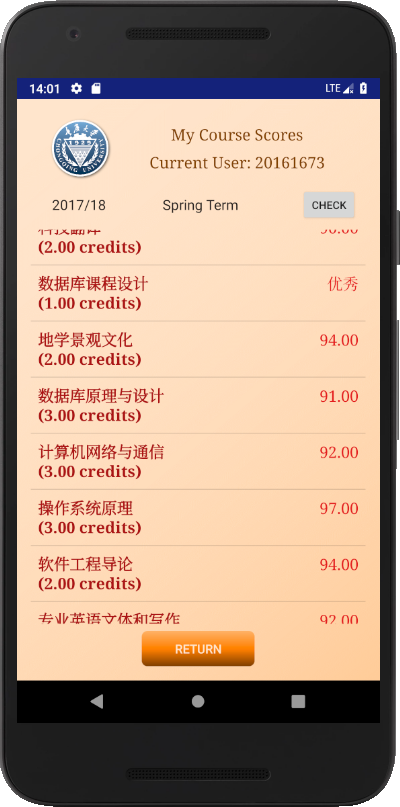 14:01
LTE
CHONGQING UNIVERSITY
1929
My Course Scores
Current User: 20161673
2017/18 Spring Term CHECK
(2.00 credits)
数据库课程设计 优秀
(1.00 credits)
地学景观文化 94.00
(2.00 credits)
数据库原理与设计 91.00
(3.00 credits)
计算机网络与通信 92.00
(3.00 credits)
操作系统原理 97.00
(3.00 credits)
软件工程导论 94.00
(2.00 credits)
专业英语文体和写作 92.00
RETURN